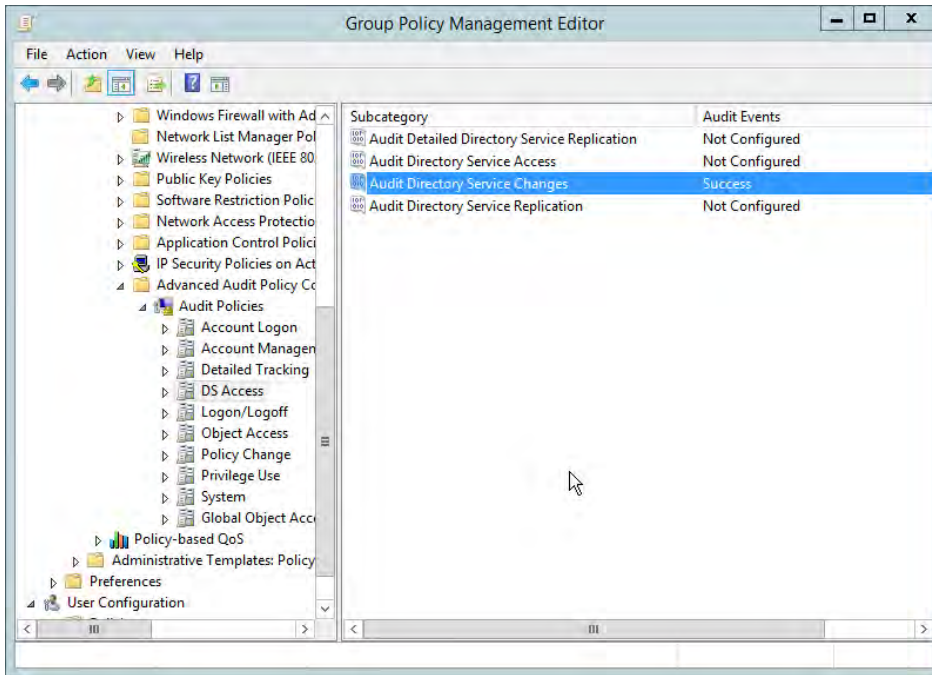 Group Policy Management Editor
File Action View Help
Windows Firewall with Ad
Network List Manager Pol
Wireless Network (IEEE 80
Public Key Policies
Software Restriction Polic
Network Access Protectio
Application Control Polici
IP Security Policies on Act
Advanced Audit Policy Co
Audit Policies
Account Logon
Account Managen
Detailed Tracking
DS Access
Logon/Logoff
Object Access
Policy Change
Privilege Use
System
Global Object Acce
Policy-based QoS
Administrative Templates: Policy
Preferences
User Configuration
Subcategory Audit Events
Audit Detailed Directory Service Replication Not Configured
Audit Directory Service Access Not Configured
Audit Directory Service Changes Success
Audit Directory Service Replication Not Configured